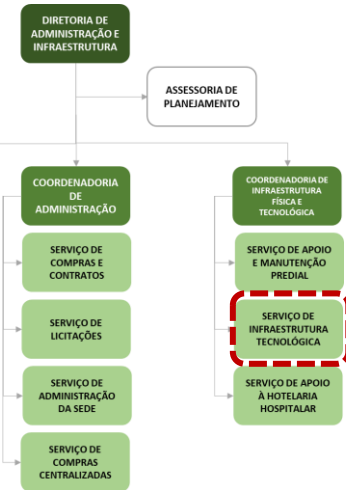 DIRETORIA DE
ADMINISTRAÇÃO E
INFRAESTRUTURA
ASSESSORIA DE
PLANEJAMENTO
COORDENADORIA
DE
ADMINISTRAÇÃO
SERVIÇO DE
COMPRAS E
CONTRATOS
SERVIÇO DE
LICITAÇÕES
SERVIÇO DE
ADMINISTRAÇÃO
DA SEDE
SERVIÇO DE
COMPRAS
CENTRALIZADAS
COORDENADORIA DE
INFRAESTRUTURA
FÍSICA E
TECNOLÓGICA
SERVIÇO DE APOIO
E MANUTENÇÃO
PREDIAL
SERVIÇO DE
INFRAESTRUTURA
TECNOLÓGICA
SERVIÇO DE APOIO
À HOTELARIA
HOSPITALAR